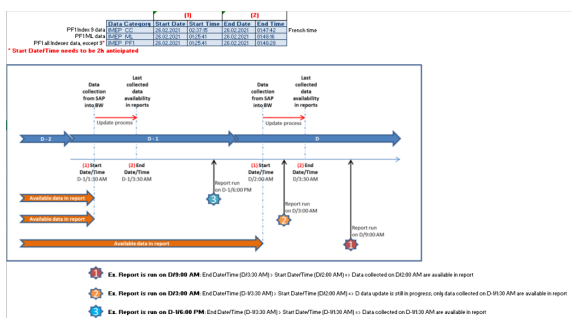 (1) (2)
Data Category Start Date Start Time End Date End Time
PF1 Index 9 data IMEP_CC 26.02.2021 02:37:15 26.02.2021 01:47:42 French time
PF1 ML data IMEP_ML 26.02.2021 01:25:41 26.02.2021
PF1 all Indexes data, except 9" IMEP_PF1 26.02.2021 01:25:41 26.02.2021
* Start Date/Time needs to be 2h anticipated
Data collection from SAP into BW
Last collected data availability in reports
Data collection from SAP into BW
Last collected data availability in reports
Update process
Update process
D - 2
D - 1
D
(1) Start Date/Time D-1/1:30 AM
(2) End Date/Time D-1/3:30 AM
(1) Start Date/Time D/2:00 AM
(2) End Date/Time D/3:30 AM
Report run on D-1/6:00 PM
3
Available data in report
Available data in report
Report run on D/3:00 AM
2
Report run on D/9:00 AM
Available data in report
1
1 Ex. Report is run on D/9:00 AM: End Date/Time (D/3:30 AM) > Start Date/Time (D/2:00 AM) => Data collected on D/2:00 AM are available in report
2 Ex. Report is run on D/3:00 AM: End Date/Time (D-1/3:30 AM) > Start Date/Time (D/2:00 AM) => D data update is still in progress; only data collected on D-1/1:30 AM are available in report
3 Ex. Report is run on D-1/6:00 PM: End Date/Time (D-1/3:30 AM) > Start Date/Time (D-1/1:30 AM) => Data collected on D-1/1:30 AM are available in report